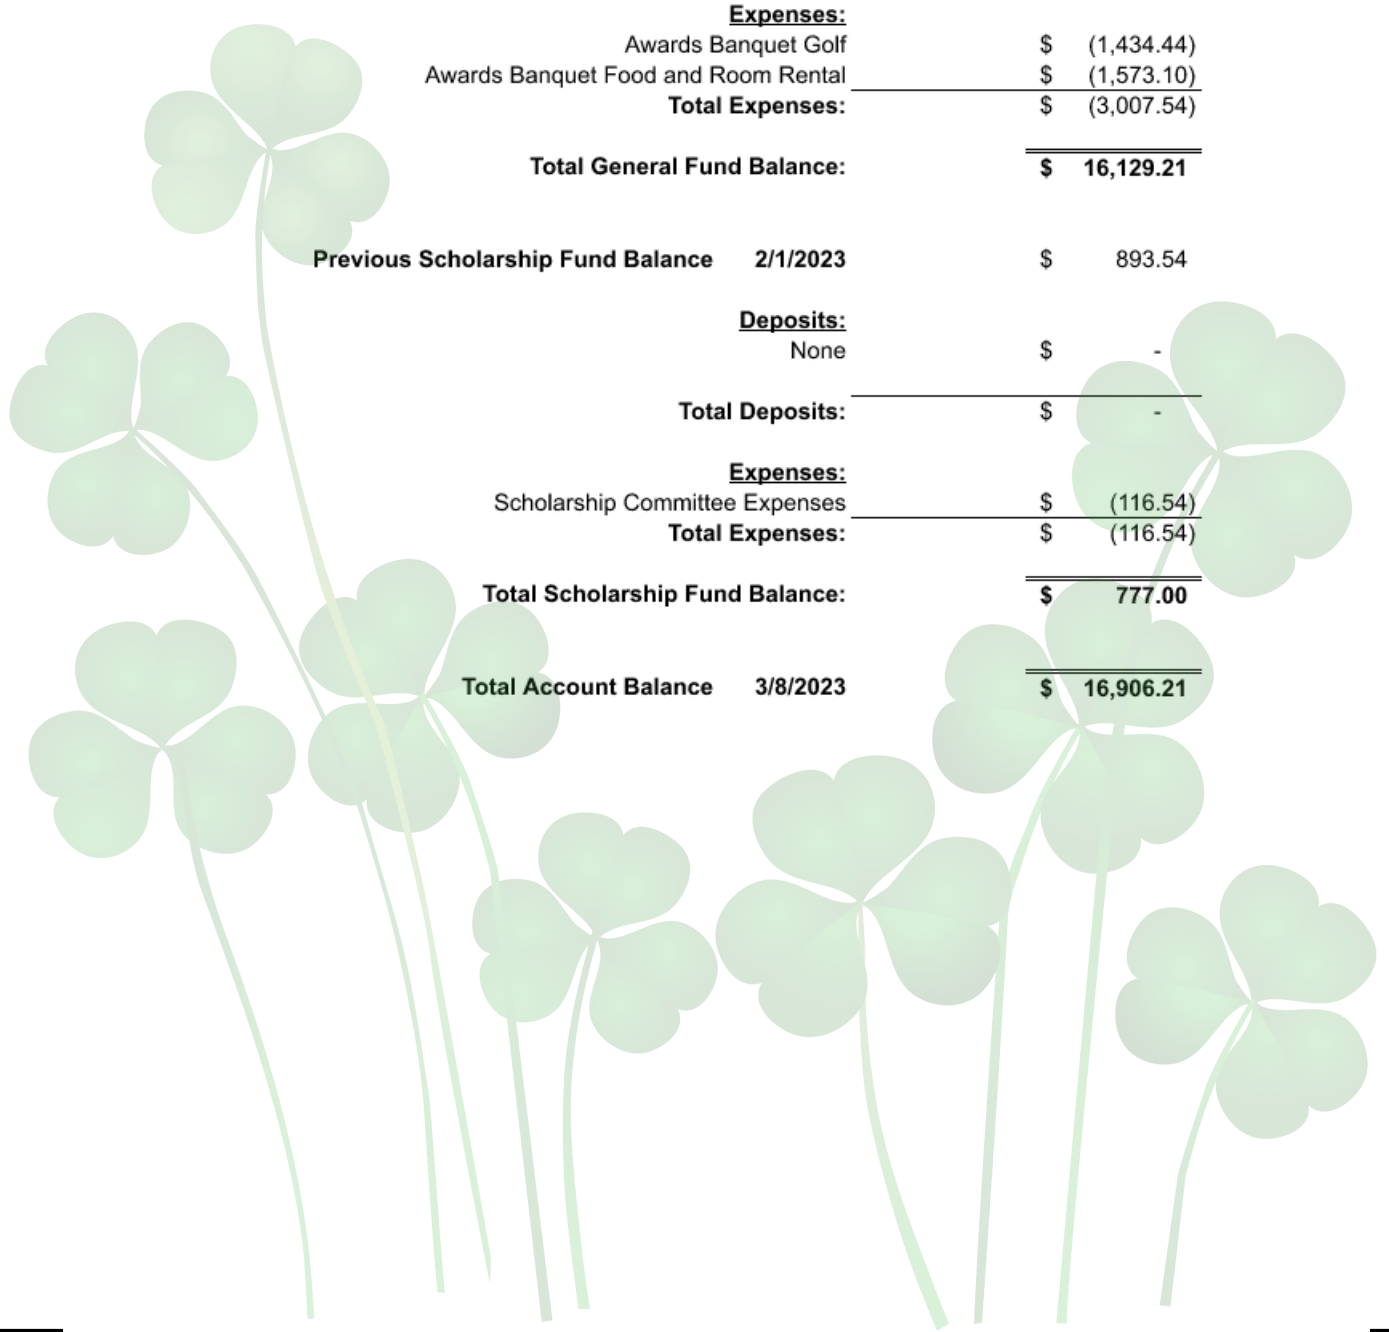 Expenses:
Awards Banquet Golf $ (1,434.44)
Awards Banquet Food and Room Rental $ (1,573.10)
Total Expenses: $ (3,007.54)
Total General Fund Balance: $ 16,129.21
Previous Scholarship Fund Balance 2/1/2023 $ 893.54
Deposits:
None $ -
Total Deposits: $ -
Expenses:
Scholarship Committee Expenses $ (116.54)
Total Expenses: $ (116.54)
Total Scholarship Fund Balance: $ 777.00
Total Account Balance 3/8/2023 $ 16,906.21